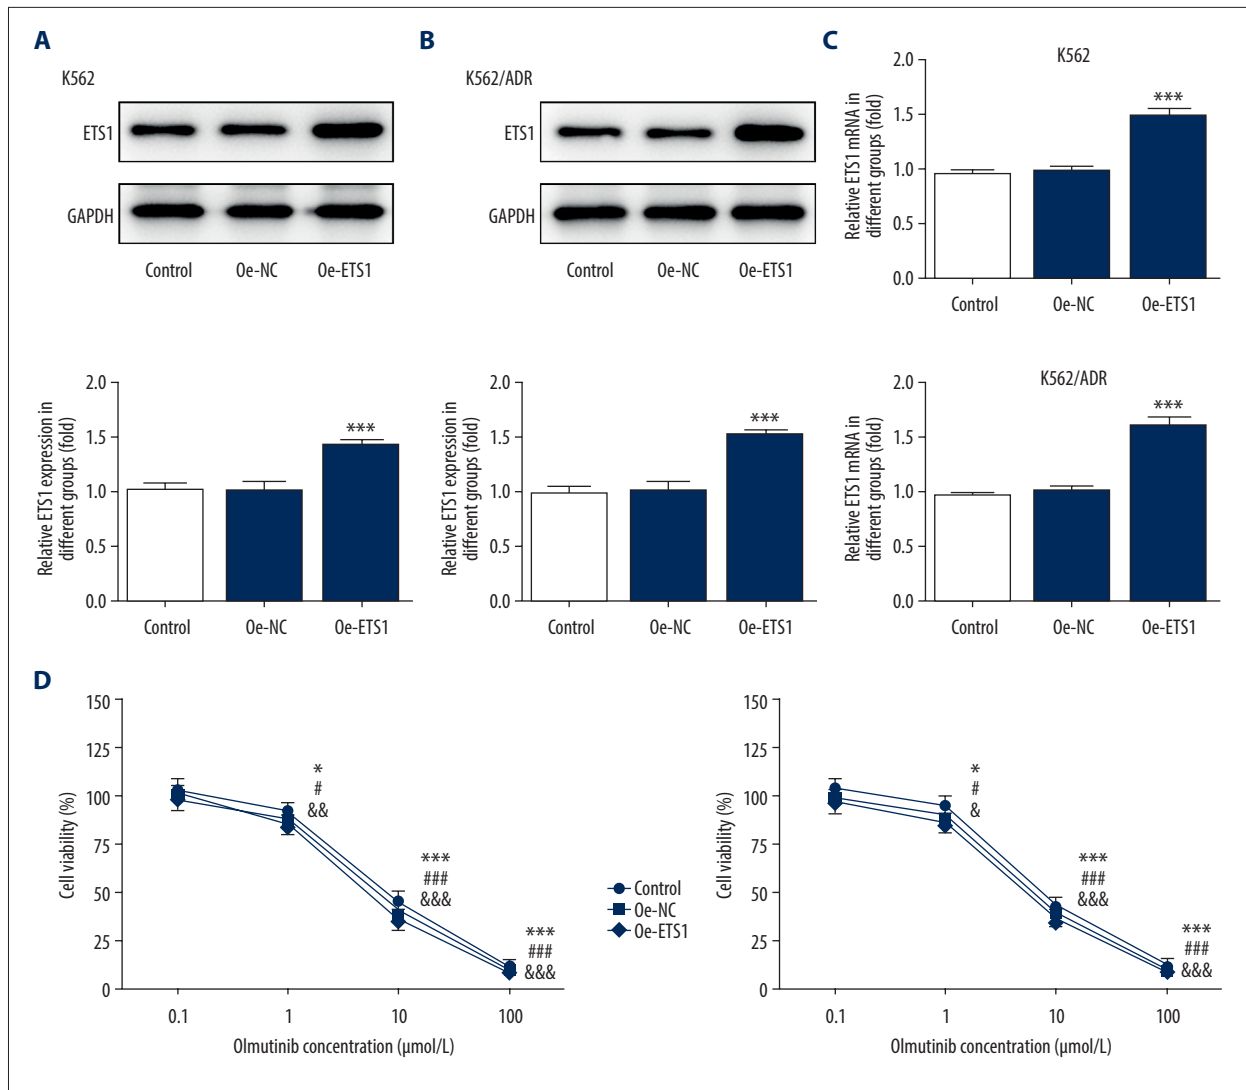 A
K562
ETS1
GAPDH
Control
Oe-NC
Oe-ETS1
2.0
1.5
1.0
0.5
0.0
Relative ETS1 expression in
different groups (fold)
***
Control
Oe-NC
Oe-ETS1
B
K562/ADR
ETS1
GAPDH
Control
Oe-NC
Oe-ETS1
2.0
1.5
1.0
0.5
0.0
Relative ETS1 expression in
different groups (fold)
***
Control
Oe-NC
Oe-ETS1
C
K562
2.0
1.5
1.0
0.5
0.0
Relative ETS1 mRNA in
different groups (fold)
***
Control
Oe-NC
Oe-ETS1
K562/ADR
2.0
1.5
1.0
0.5
0.0
Relative ETS1 mRNA in
different groups (fold)
***
Control
Oe-NC
Oe-ETS1
D
150
125
100
75
50
25
0
Cell viability (%)
*
#
&&
***
###
&&&
***
###
&&&
0.1
1
10
100
Olmutinib concentration (μmol/L)
Control
Oe-NC
Oe-ETS1
150
125
100
75
50
25
0
Cell viability (%)
*
#
&
***
###
&&&
***
###
&&&
0.1
1
10
100
Olmutinib concentration (μmol/L)